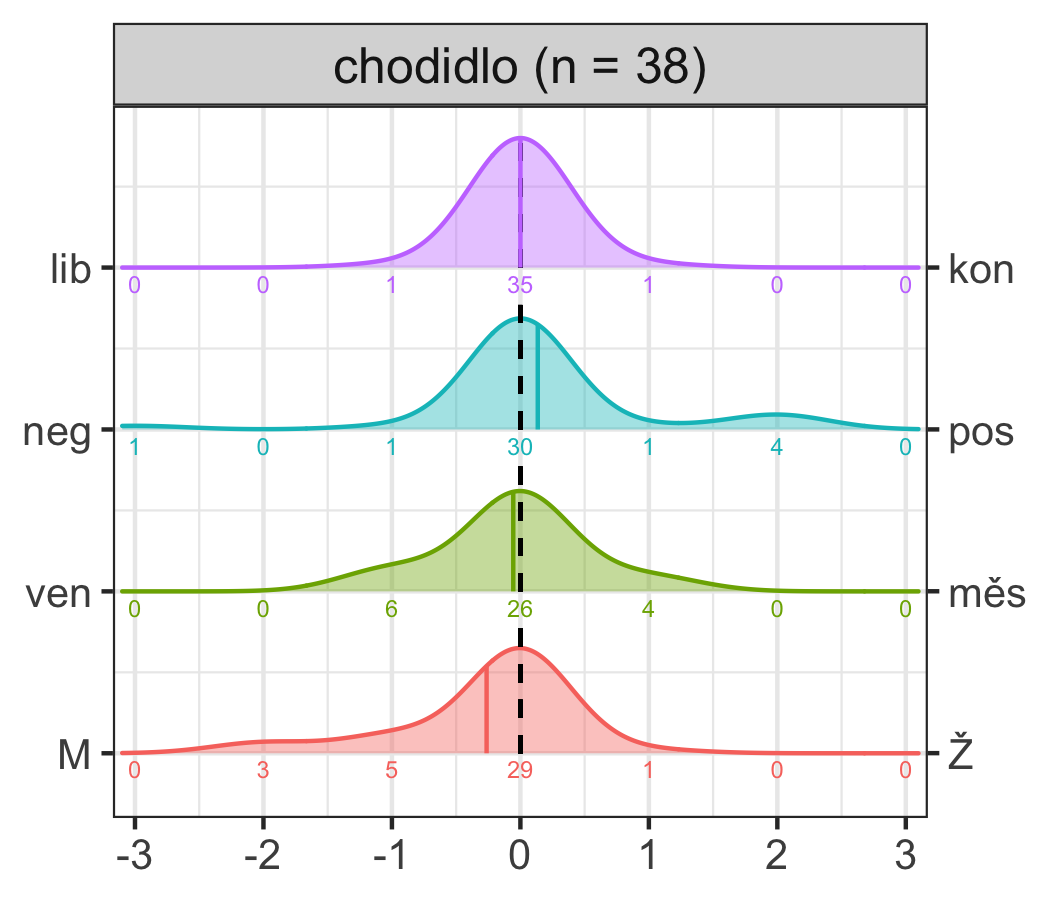 chodidlo (n = 38)
lib kon
0 0 1 35 1 0 0
neg pos
1 0 1 30 1 4 0
ven měs
0 0 6 26 4 0 0
M Ž
0 3 5 29 1 0 0
-3 -2 -1 0 1 2 3